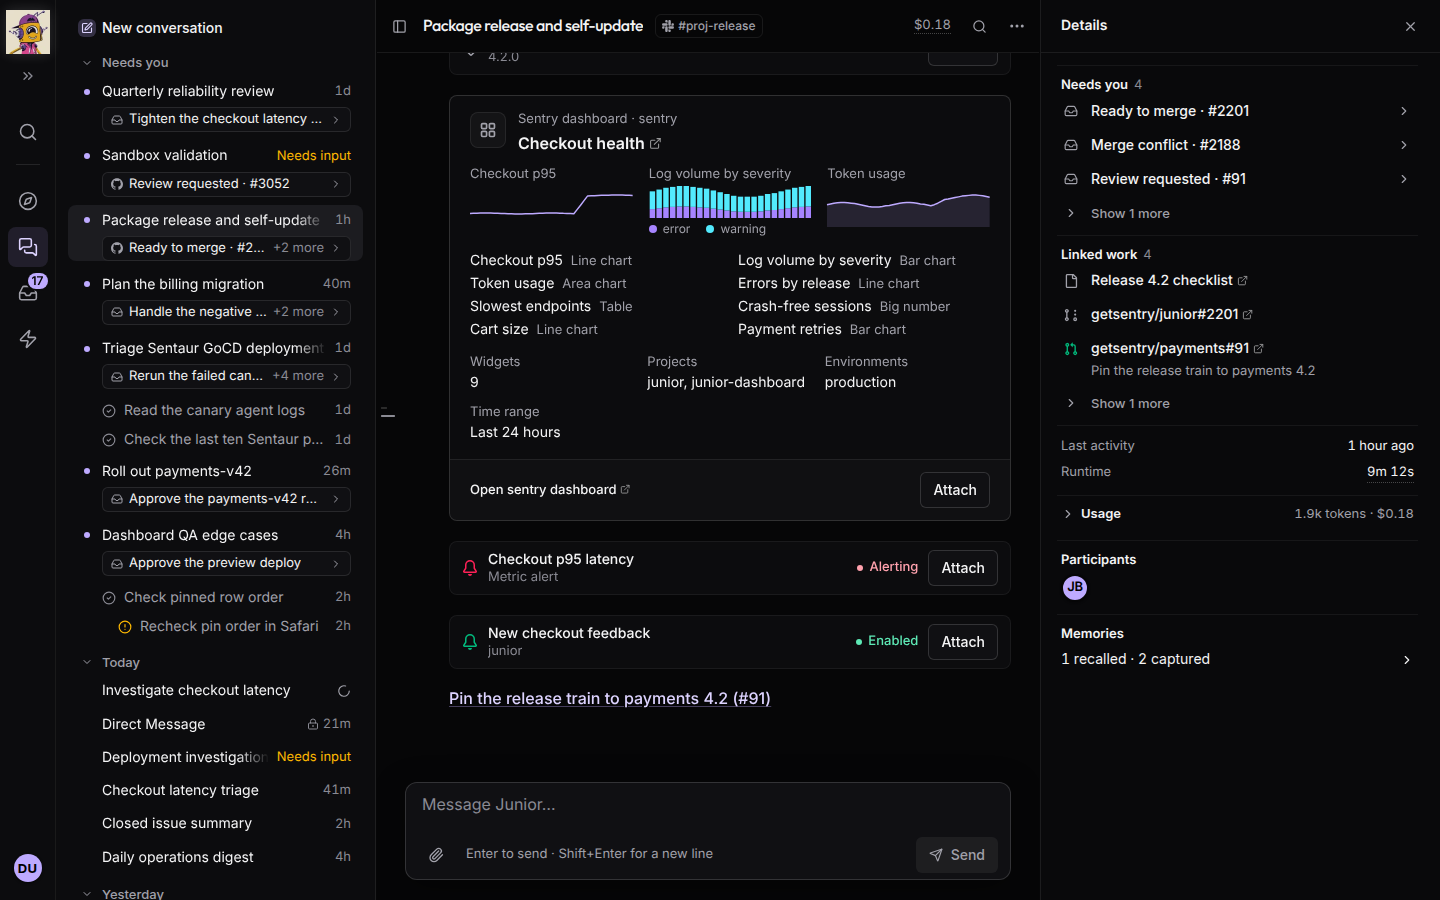 New conversation
Needs you
Quarterly reliability review 1d
Tighten the checkout latency ...
Sandbox validation Needs input
Review requested · #3052
Package release and self-update 1h
Ready to merge · #2... +2 more
Plan the billing migration 40m
Handle the negative ... +2 more
Triage Sentaur GoCD deployment 1d
Rerun the failed can... +4 more
Read the canary agent logs 1d
Check the last ten Sentaur p... 1d
Roll out payments-v42 26m
Approve the payments-v42 r...
Dashboard QA edge cases 4h
Approve the preview deploy
Check pinned row order 2h
Recheck pin order in Safari 2h
Today
Investigate checkout latency
Direct Message 21m
Deployment investigation Needs input
Checkout latency triage 41m
Closed issue summary 2h
Daily operations digest 4h
Yesterday
17
DU
Package release and self-update #proj-release $0.18
4.2.0
Sentry dashboard · sentry
Checkout health
Checkout p95 Log volume by severity Token usage
error warning
Checkout p95 Line chart Log volume by severity Bar chart
Token usage Area chart Errors by release Line chart
Slowest endpoints Table Crash-free sessions Big number
Cart size Line chart Payment retries Bar chart
Widgets Projects Environments
9 junior, junior-dashboard production
Time range
Last 24 hours
Open sentry dashboard Attach
Checkout p95 latency
Metric alert
Alerting Attach
New checkout feedback
junior
Enabled Attach
Pin the release train to payments 4.2 (#91)
Message Junior...
Enter to send · Shift+Enter for a new line Send
Details
Needs you 4
Ready to merge · #2201
Merge conflict · #2188
Review requested · #91
Show 1 more
Linked work 4
Release 4.2 checklist
getsentry/junior#2201
getsentry/payments#91
Pin the release train to payments 4.2
Show 1 more
Last activity 1 hour ago
Runtime 9m 12s
Usage 1.9k tokens · $0.18
Participants
JB
Memories
1 recalled · 2 captured